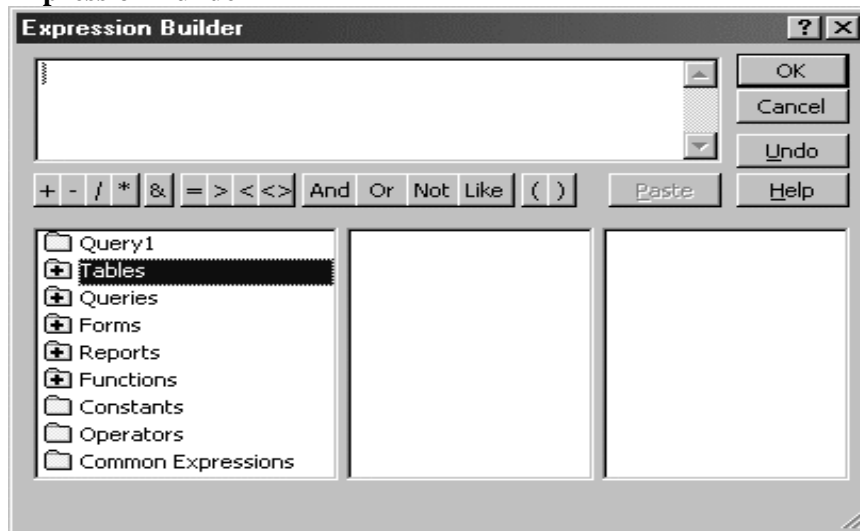 Expression Builder
OK
Cancel
Undo
+ - / * & = > < <> And Or Not Like ( ) Paste Help
Query1
Tables
Queries
Forms
Reports
Functions
Constants
Operators
Common Expressions